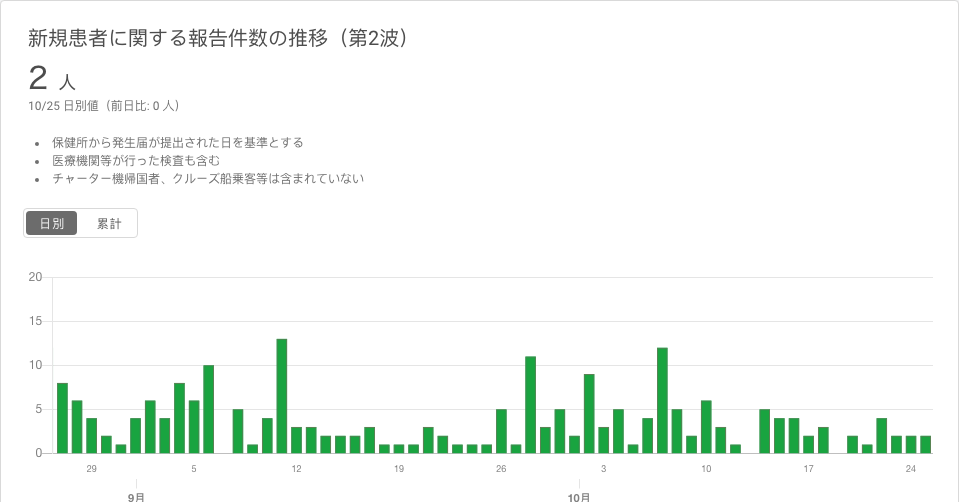 新規患者に関する報告件数の推移（第2波）
2 人
10/25 日別値（前日比: 0 人）
保健所から発生届が提出された日を基準とする
医療機関等が行った検査も含む
チャーター機帰国者、クルーズ船乗客等は含まれていない
日別 累計
20
15
10
5
0
29 5 12 19 26 3 10 17 24
9月 10月